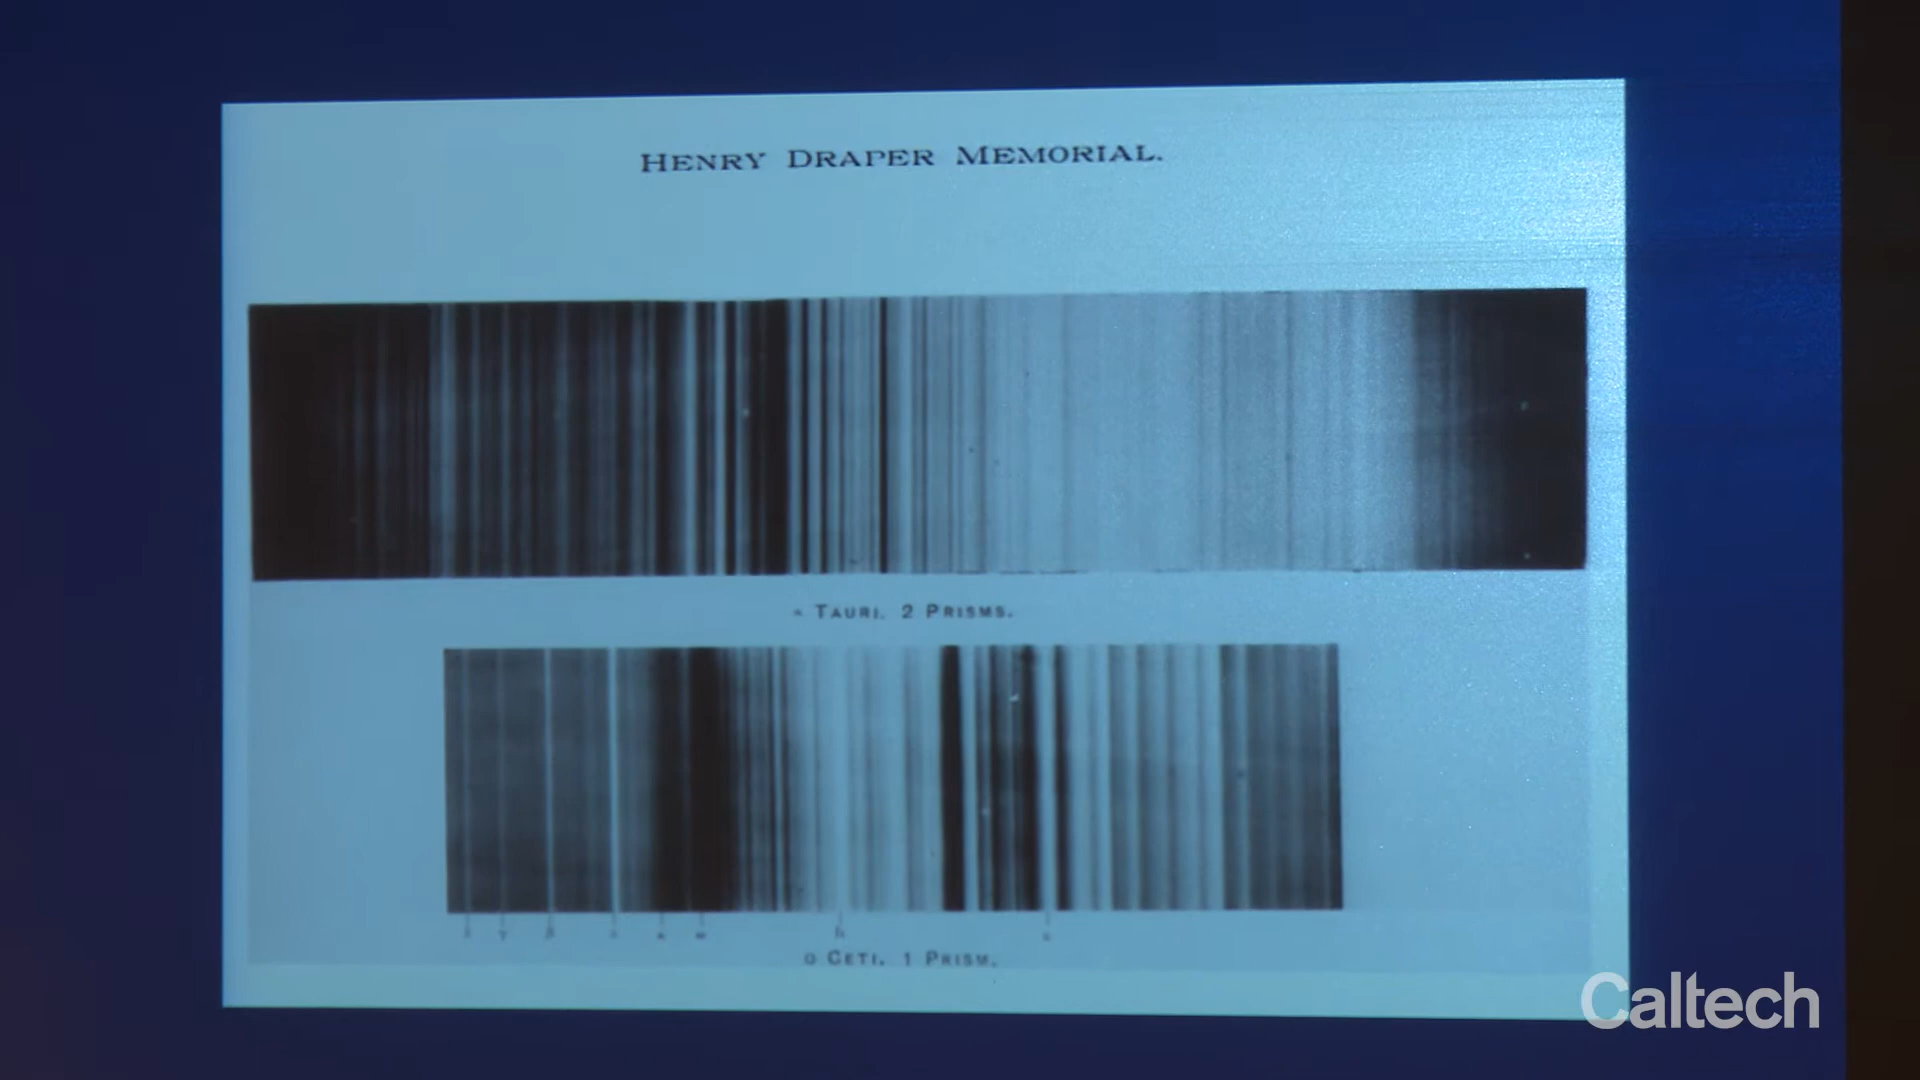 HENRY DRAPER MEMORIAL.
TAURI. 2 PRISMS.
h
O CETI. 1 PRISM.
Caltech